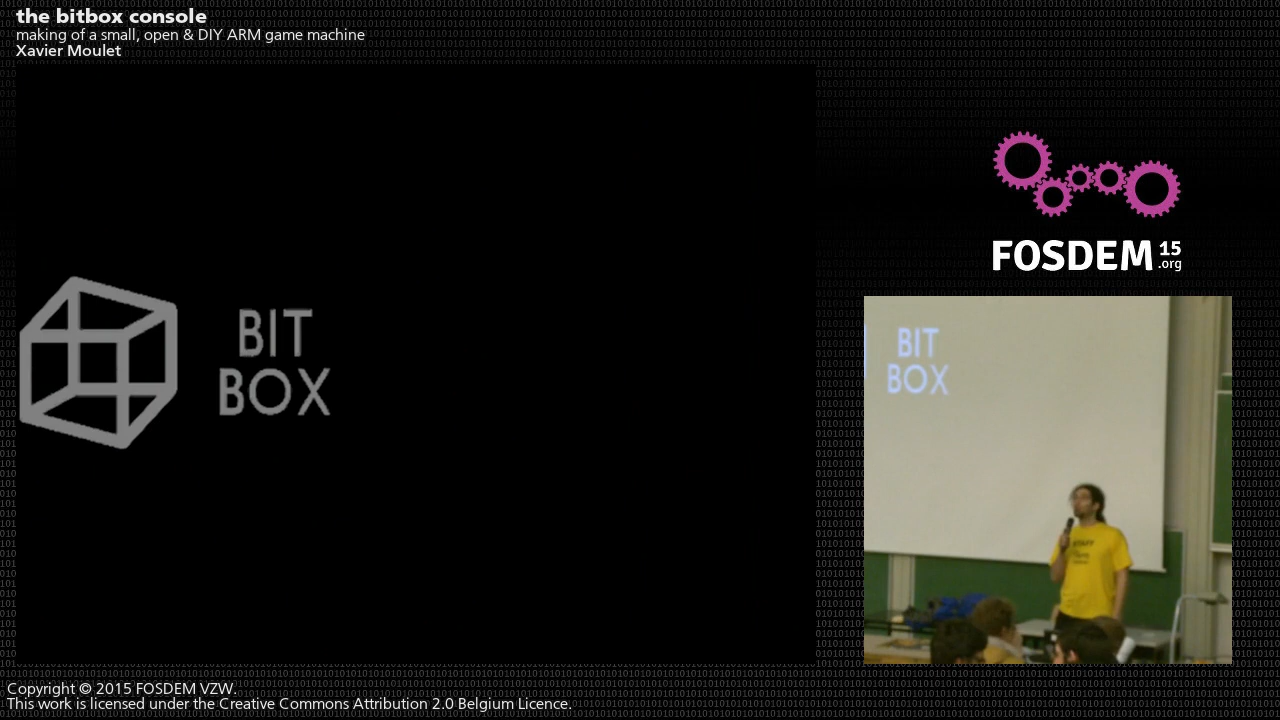 the bitbox console
making of a small, open & DIY ARM game machine
Xavier Moulet
BIT
BOX
FOSDEM 15
.org
BIT
BOX
STAFF
Copyright © 2015 FOSDEM VZW.
This work is licensed under the Creative Commons Attribution 2.0 Belgium Licence.